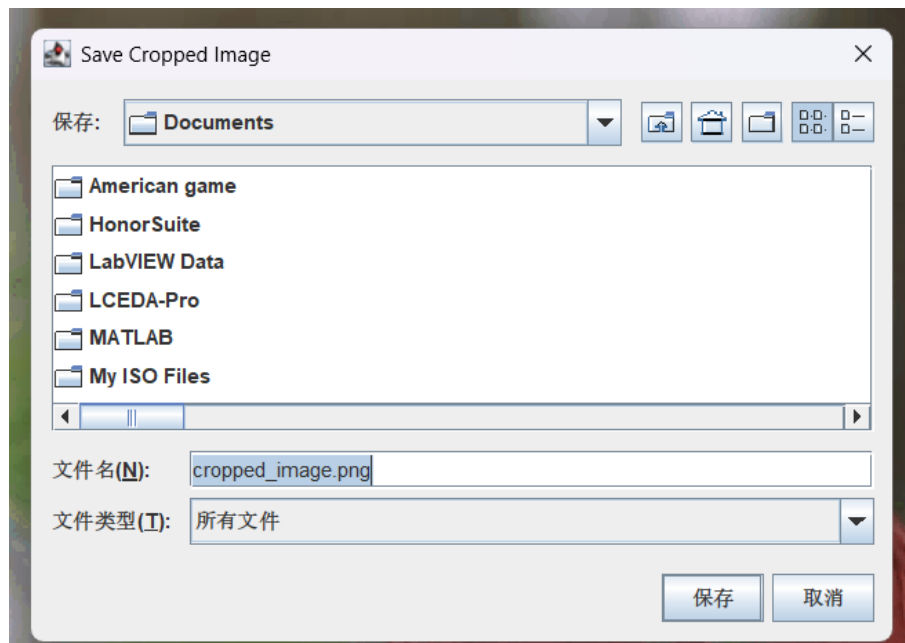 Save Cropped Image
保存: Documents
American game
HonorSuite
LabVIEW Data
LCEDA-Pro
MATLAB
My ISO Files
文件名(N): cropped_image.png
文件类型(T): 所有文件
保存 取消